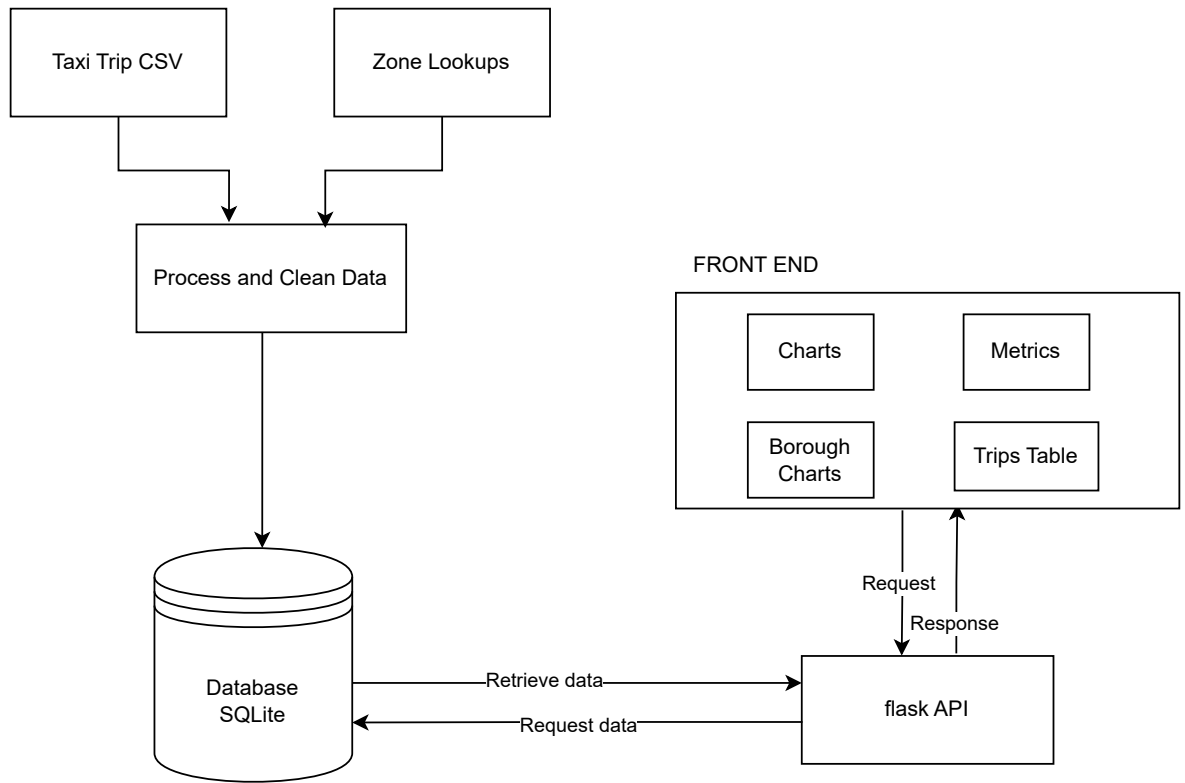 Taxi Trip CSV
Zone Lookups
Process and Clean Data
FRONT END
Charts
Metrics
Borough
Charts
Trips Table
Request
Response
Database
SQLite
Retrieve data
Request data
flask API